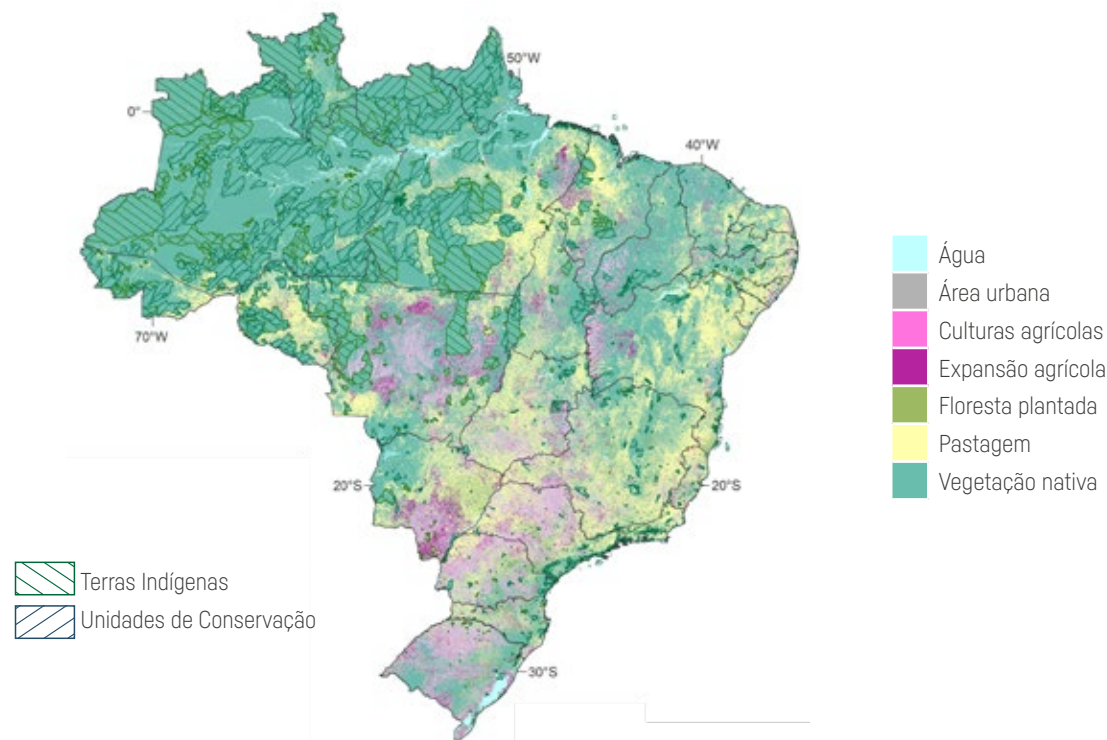 50°W
0°
40°W
70°W
20°S
20°S
30°S
Água
Área urbana
Culturas agrícolas
Expansão agrícola
Floresta plantada
Pastagem
Vegetação nativa
Terras Indígenas
Unidades de Conservação